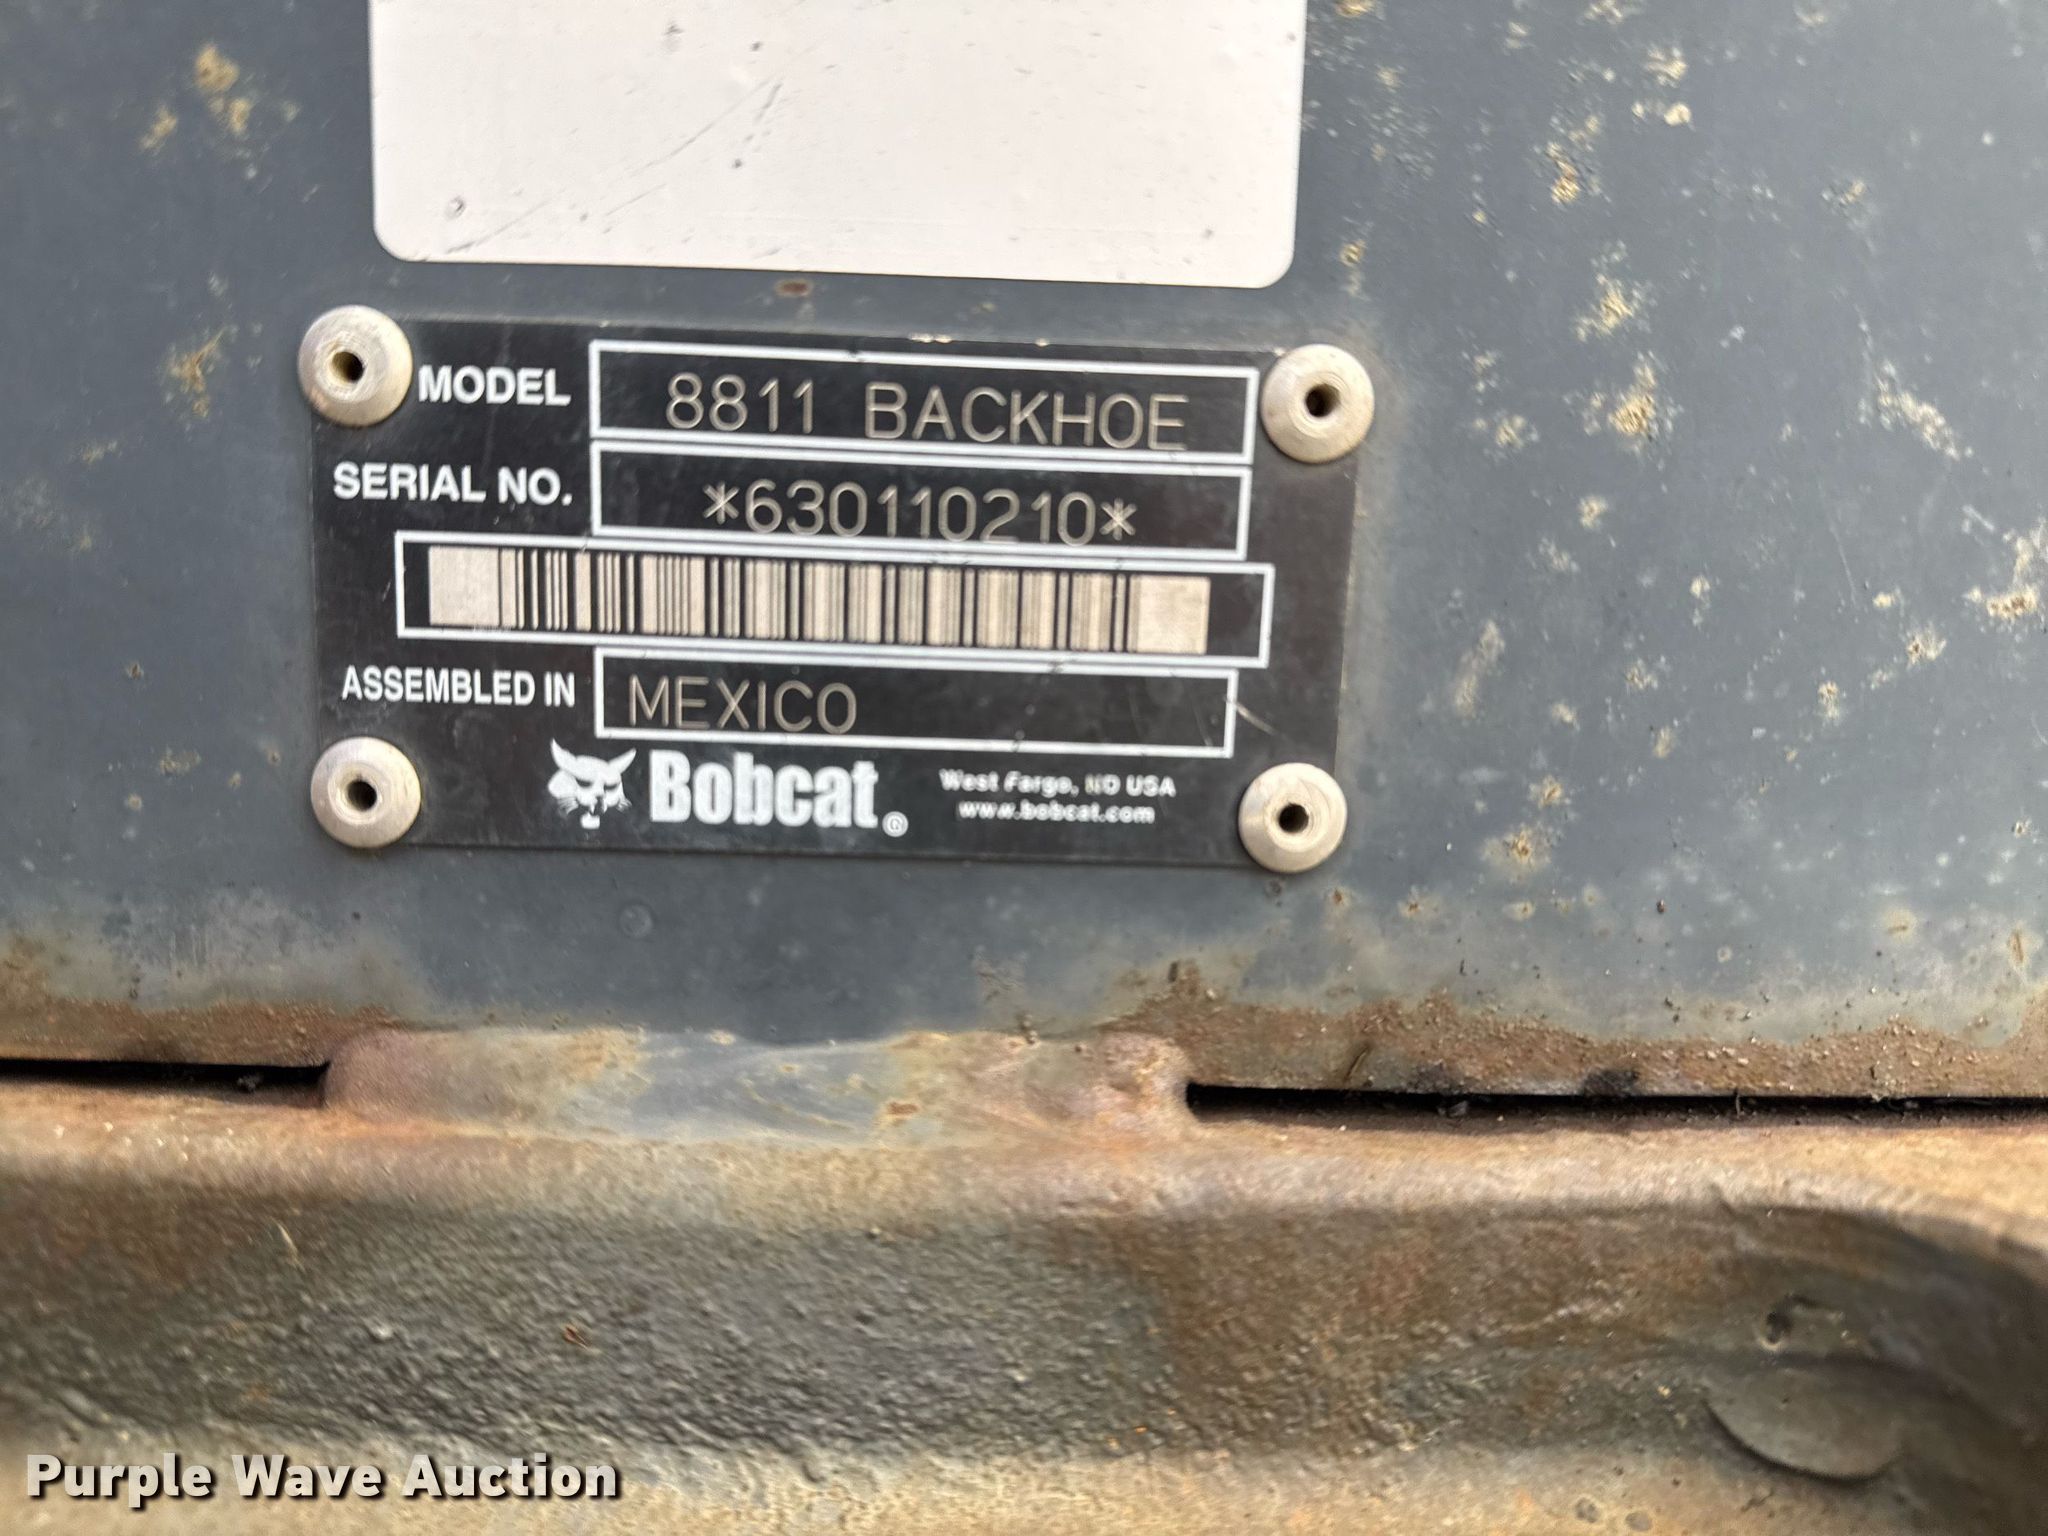 MODEL 8811 BACKHOE
SERIAL NO. *630110210*
ASSEMBLED IN MEXICO
Bobcat® West Fargo, ND USA
www.bobcat.com
Purple Wave Auction